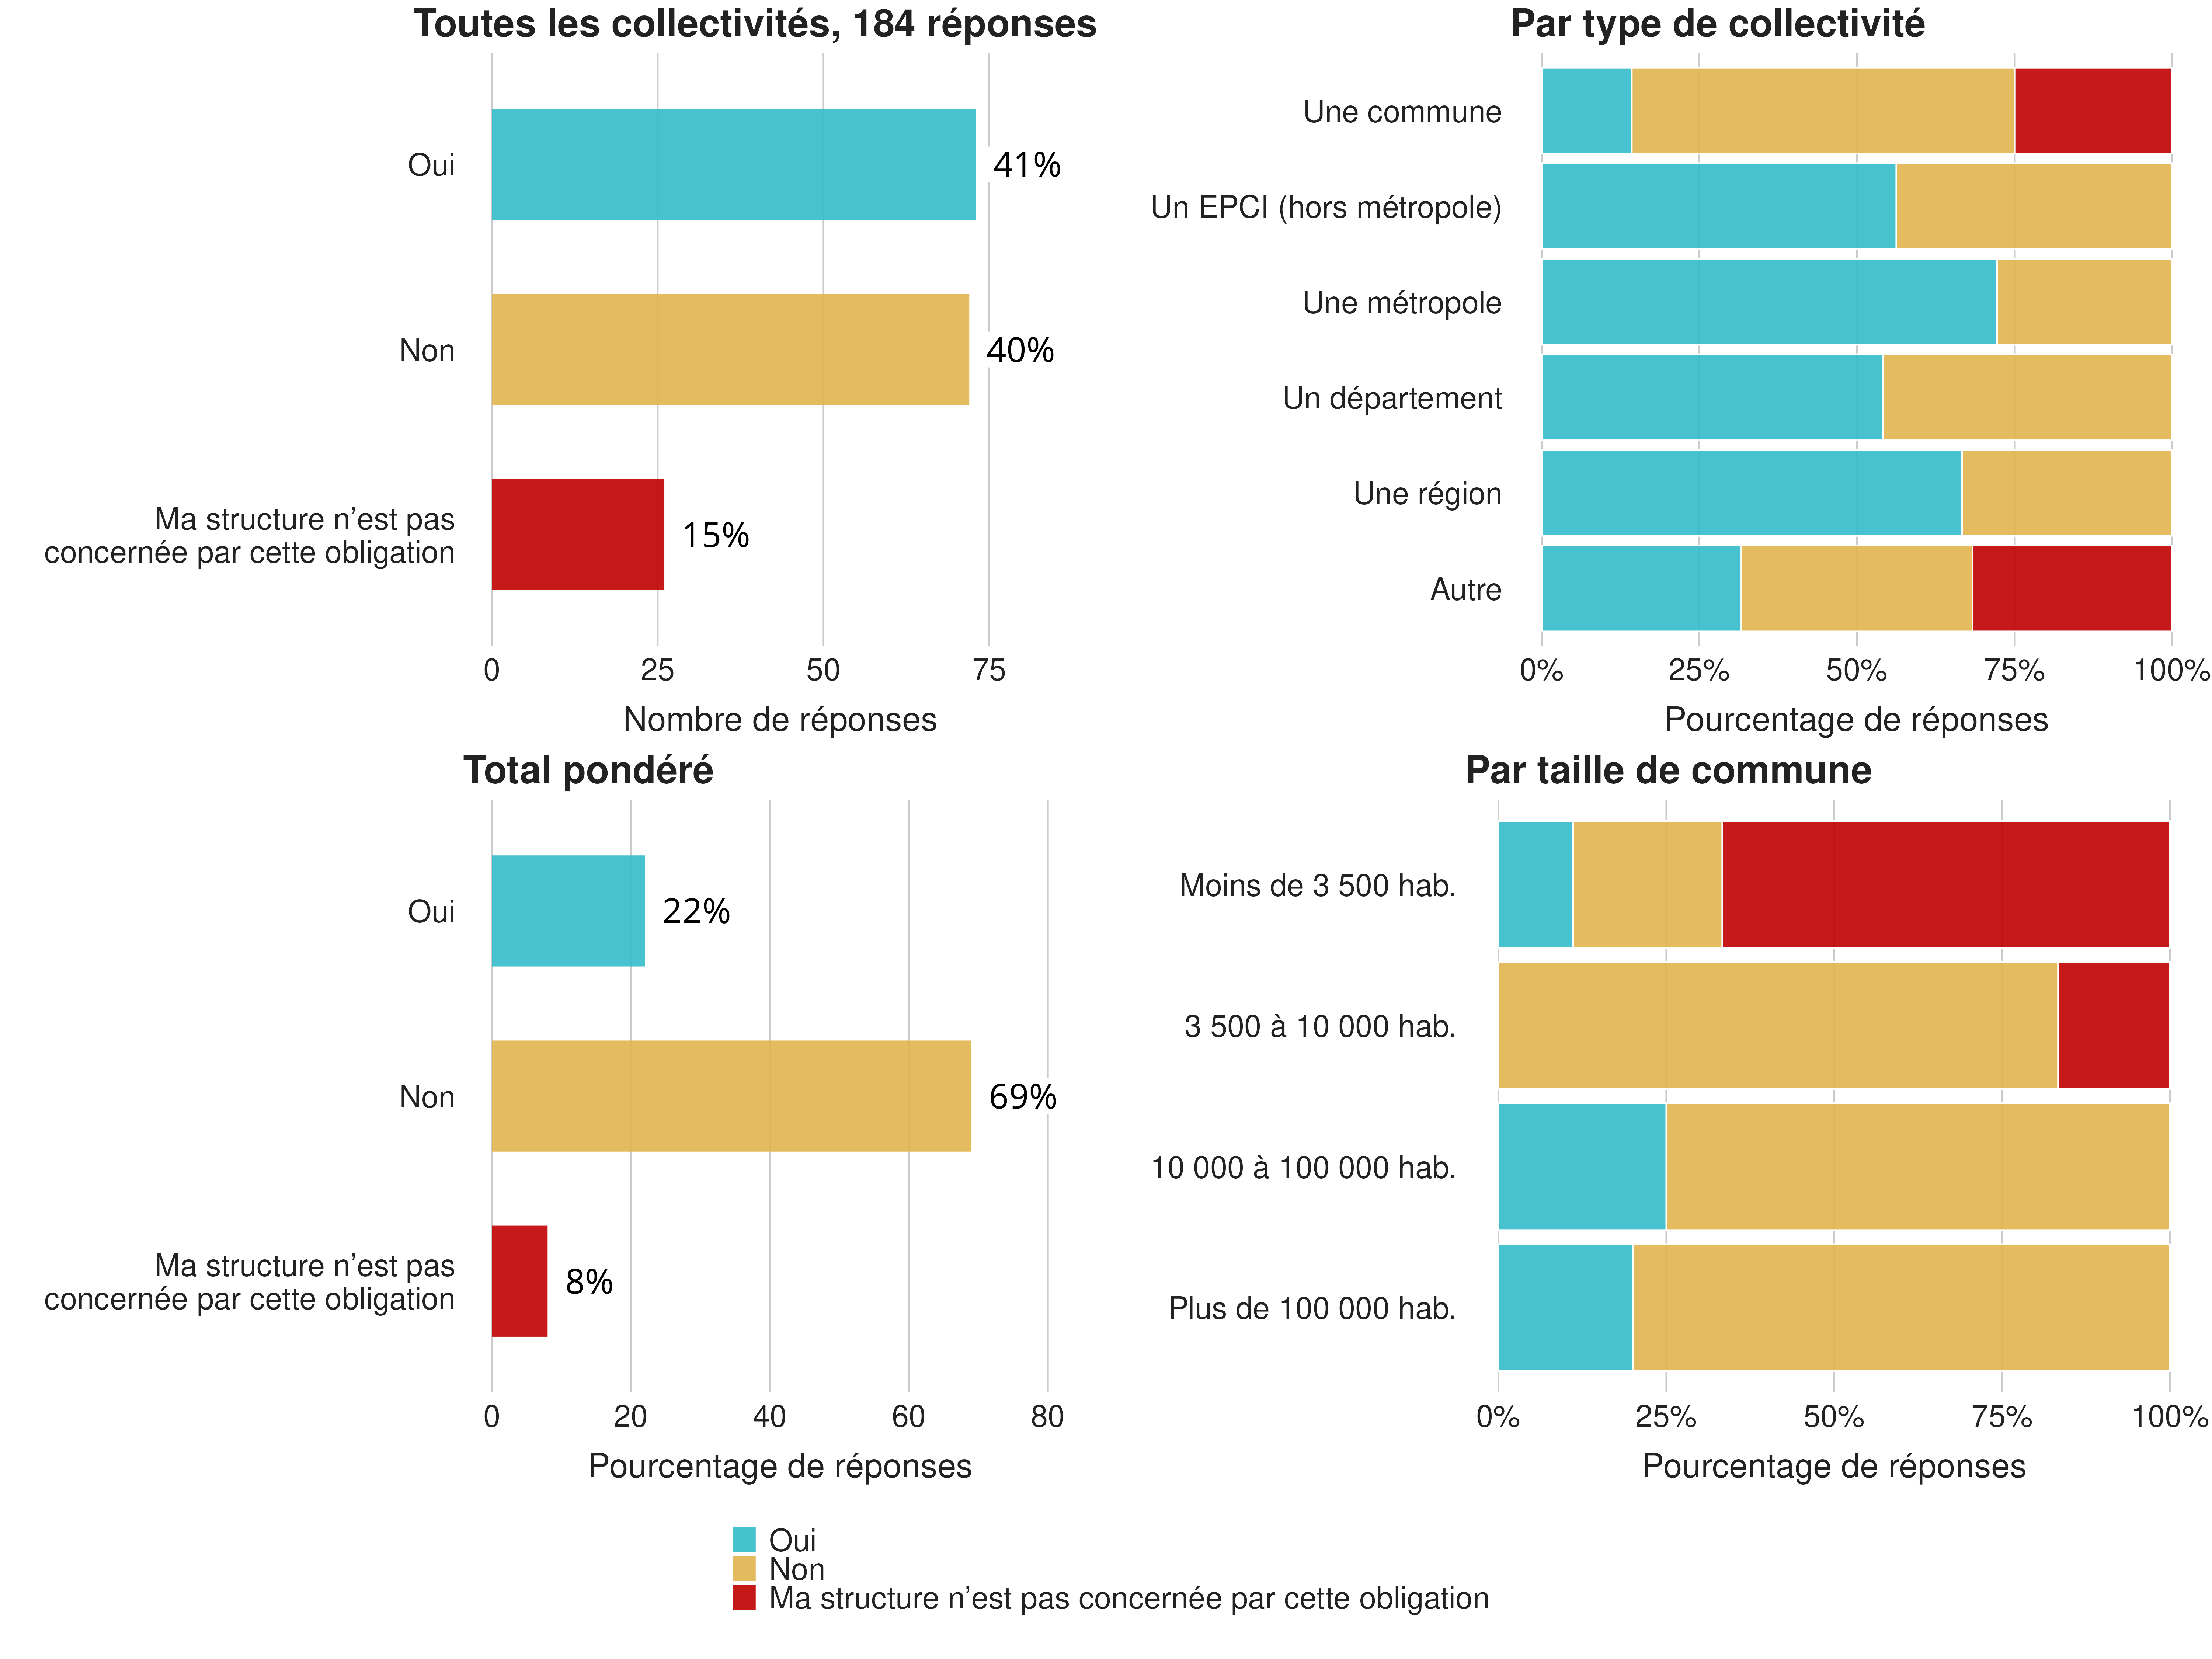 Toutes les collectivités, 184 réponses
Oui
41%
Non
40%
Ma structure n’est pas
concernée par cette obligation
15%
0 25 50 75
Nombre de réponses
Par type de collectivité
Une commune
Un EPCI (hors métropole)
Une métropole
Un département
Une région
Autre
0% 25% 50% 75% 100%
Pourcentage de réponses
Total pondéré
Oui
22%
Non
69%
Ma structure n’est pas
concernée par cette obligation
8%
0 20 40 60 80
Pourcentage de réponses
Par taille de commune
Moins de 3 500 hab.
3 500 à 10 000 hab.
10 000 à 100 000 hab.
Plus de 100 000 hab.
0% 25% 50% 75% 100%
Pourcentage de réponses
Oui
Non
Ma structure n’est pas concernée par cette obligation